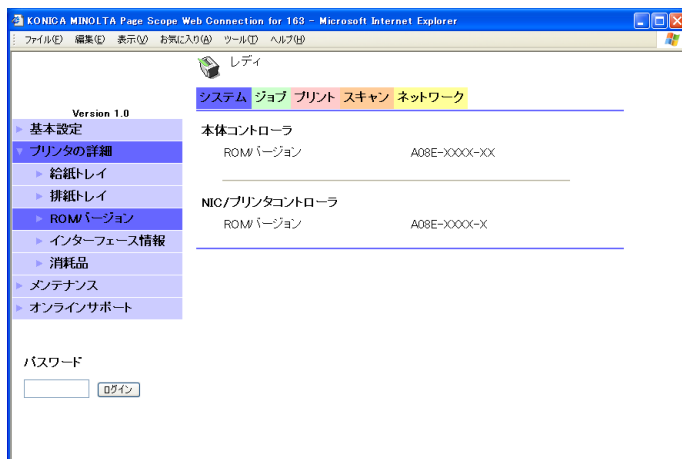 KONICA MINOLTA Page Scope Web Connection for 163 - Microsoft Internet Explorer
ファイル(F) 編集(E) 表示(V) お気に入り(A) ツール(T) ヘルプ(H)
レディ
システム ジョブ プリント スキャン ネットワーク
Version 1.0
基本設定
プリンタの詳細
給紙トレイ
排紙トレイ
ROMバージョン
インターフェース情報
消耗品
メンテナンス
オンラインサポート
パスワード
ログイン
本体コントローラ
ROMバージョン A08E-XXXX-XX
NIC/プリンタコントローラ
ROMバージョン A08E-XXXX-X